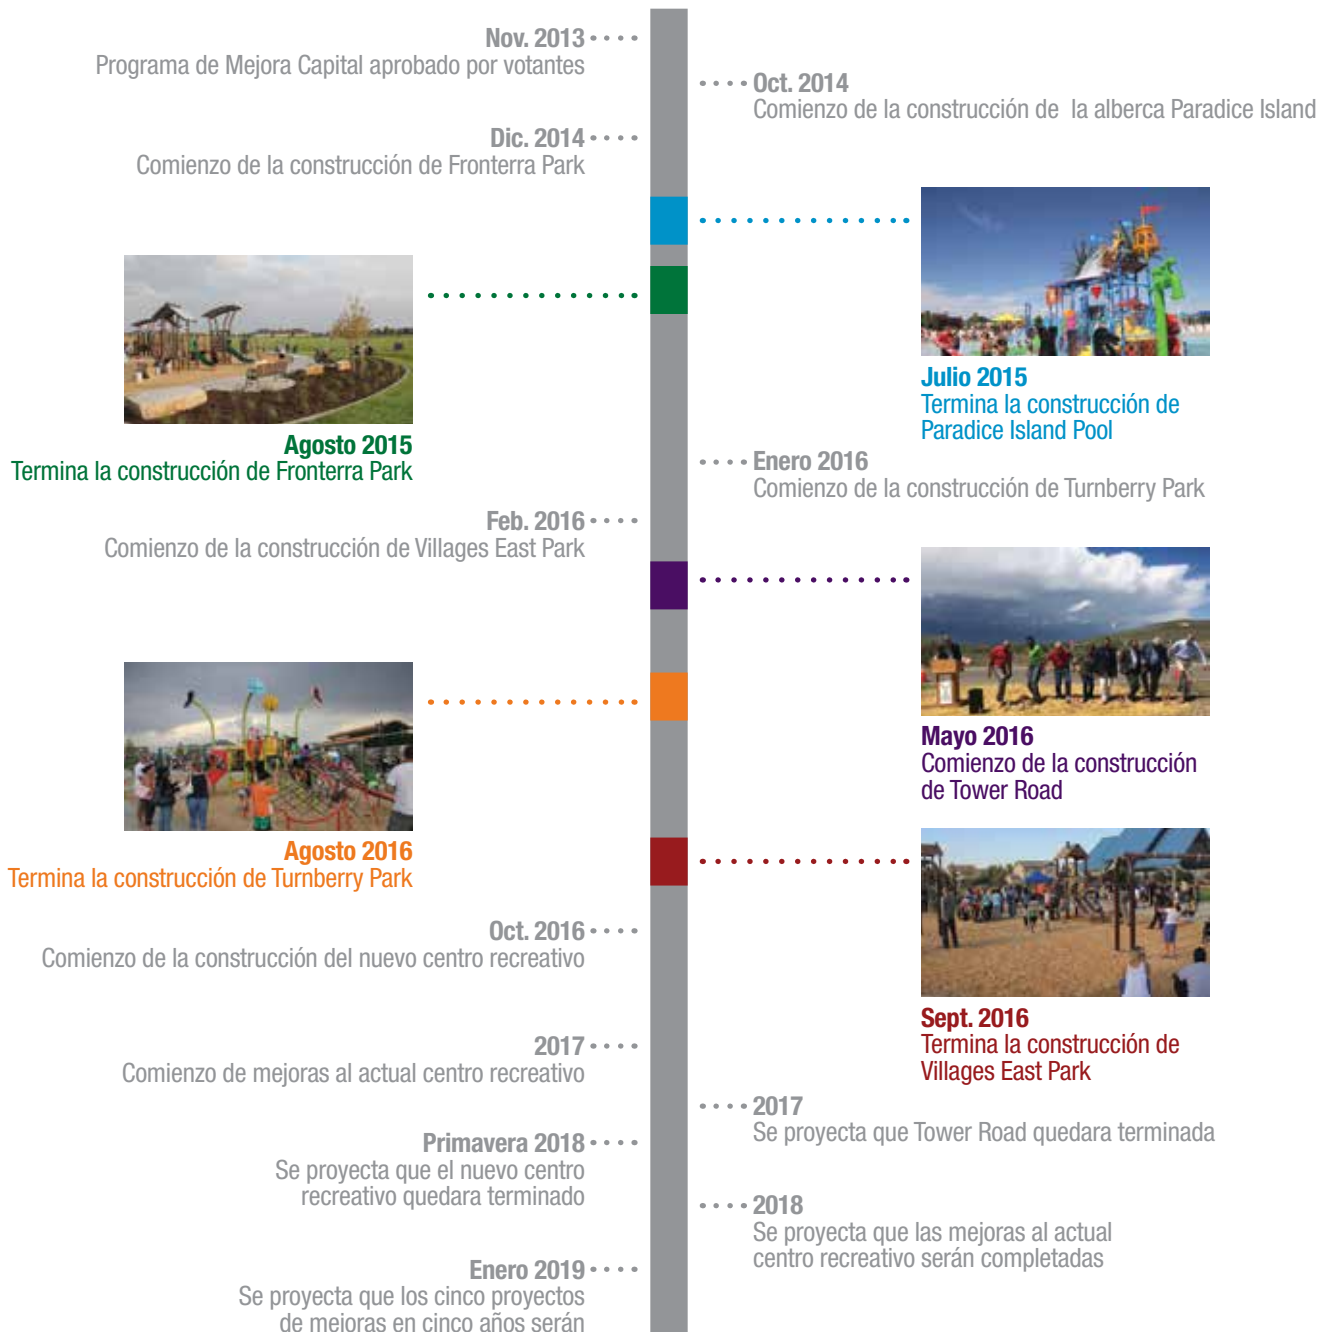 Nov. 2013
Programa de Mejora Capital aprobado por votantes
Oct. 2014
Comienzo de la construcción de la alberca Paradice Island
Dic. 2014
Comienzo de la construcción de Fronterra Park
Julio 2015
Termina la construcción de
Paradice Island Pool
Agosto 2015
Termina la construcción de Fronterra Park
Enero 2016
Comienzo de la construcción de Turnberry Park
Feb. 2016
Comienzo de la construcción de Villages East Park
Mayo 2016
Comienzo de la construcción
de Tower Road
Agosto 2016
Termina la construcción de Turnberry Park
Sept. 2016
Termina la construcción de
Villages East Park
Oct. 2016
Comienzo de la construcción del nuevo centro recreativo
2017
Comienzo de mejoras al actual centro recreativo
2017
Se proyecta que Tower Road quedara terminada
Primavera 2018
Se proyecta que el nuevo centro
recreativo quedara terminado
2018
Se proyecta que las mejoras al actual
centro recreativo serán completadas
Enero 2019
Se proyecta que los cinco proyectos
de mejoras en cinco años serán